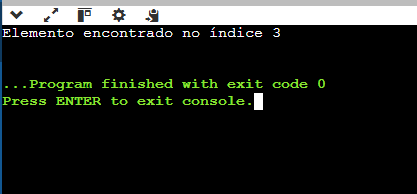 Elemento encontrado no índice 3
...Program finished with exit code 0
Press ENTER to exit console.